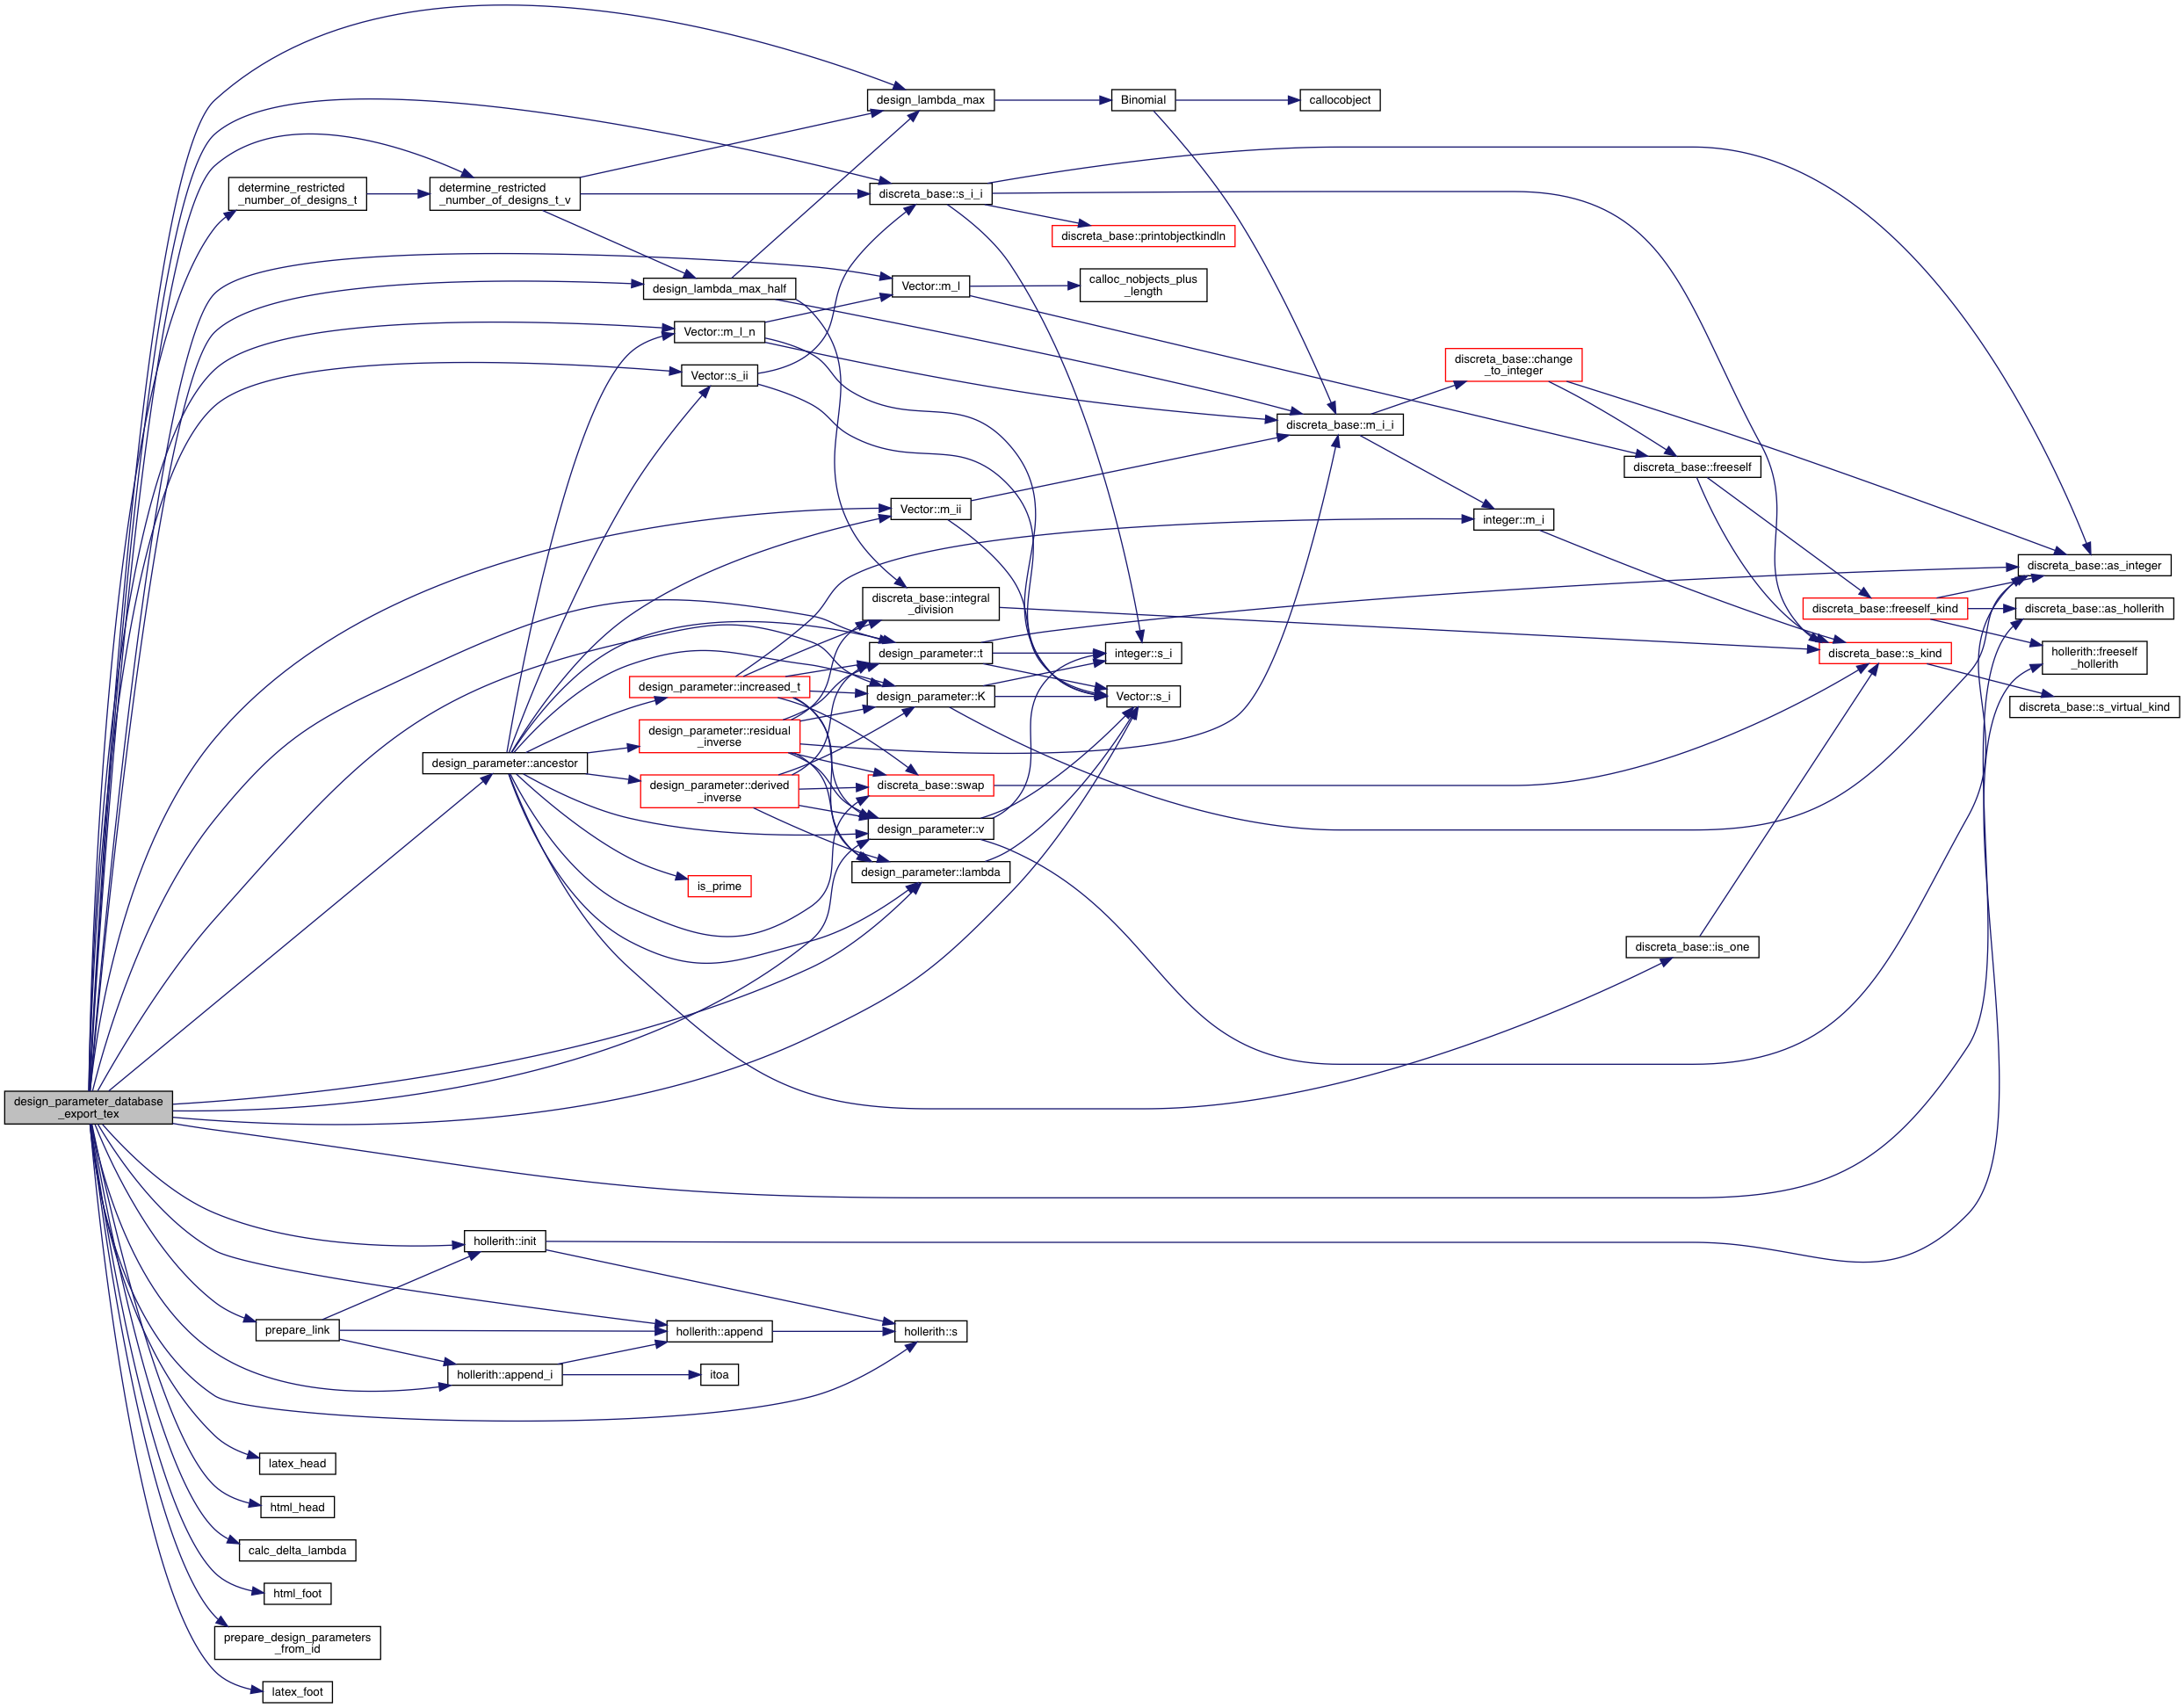 design_lambda_max
Binomial
callocobject
determine_restricted
_number_of_designs_t
determine_restricted
_number_of_designs_t_v
discreta_base::s_i_i
discreta_base::printobjectkindln
design_lambda_max_half
Vector::m_l
calloc_nobjects_plus
_length
Vector::m_l_n
Vector::s_ii
discreta_base::change
_to_integer
discreta_base::m_i_i
discreta_base::freeself
Vector::m_ii
integer::m_i
discreta_base::as_integer
discreta_base::integral
_division
discreta_base::freeself_kind
discreta_base::as_hollerith
design_parameter::t
integer::s_i
discreta_base::s_kind
hollerith::freeself
_hollerith
design_parameter::increased_t
design_parameter::K
Vector::s_i
discreta_base::s_virtual_kind
design_parameter::residual
_inverse
design_parameter::ancestor
design_parameter::derived
_inverse
discreta_base::swap
design_parameter::v
is_prime
design_parameter::lambda
discreta_base::is_one
design_parameter_database
_export_tex
hollerith::init
prepare_link
hollerith::append
hollerith::s
hollerith::append_i
itoa
latex_head
html_head
calc_delta_lambda
html_foot
prepare_design_parameters
_from_id
latex_foot